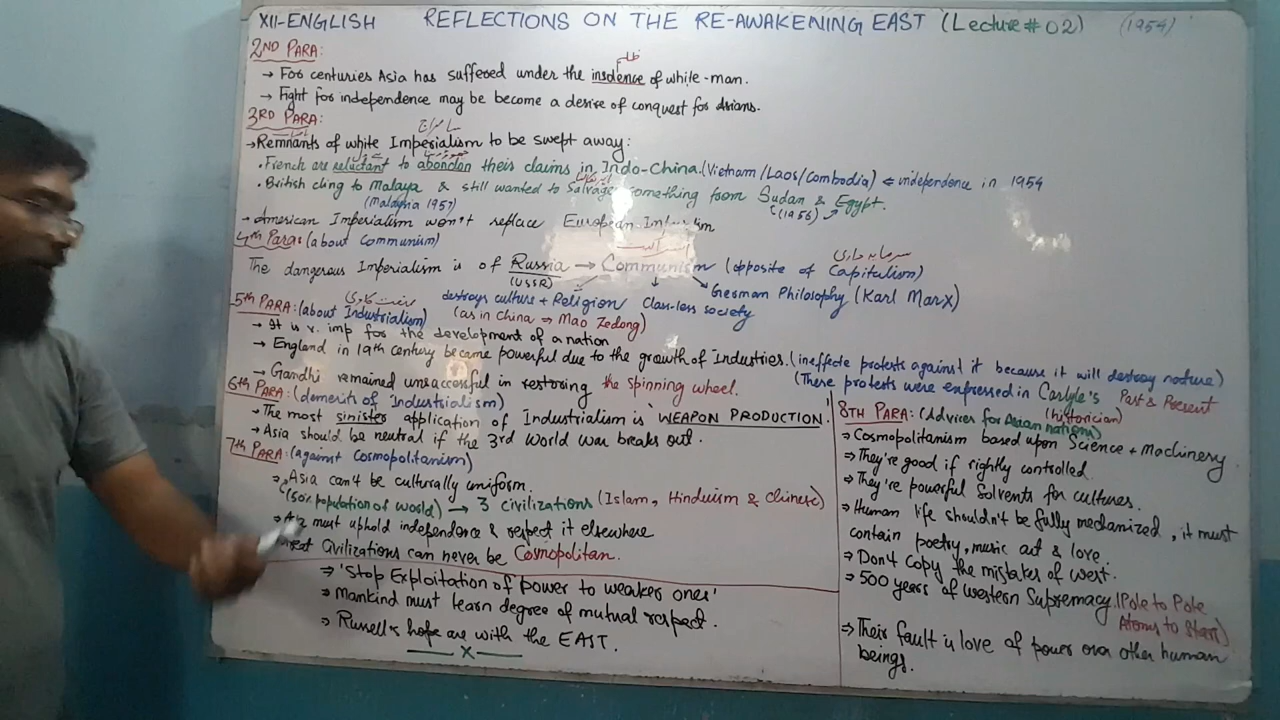 XII-ENGLISH REFLECTIONS ON THE RE-AWAKENING EAST (Lecture # 02) (1954)
2ND PARA:
ظلم
→ For centuries Asia has suffered under the insolence of white-man.
→ Fight for independence may be become a desire of conquest for Asians.
3RD PARA:
سامراج
→ Remnants of white Imperialism to be swept away:
• French are reluctant to abandon their claims in Indo-China. (Vietnam/Laos/Combodia) ← independence in 1954
• British cling to Malaya & still wanted to Salvage something from Sudan & Egypt.
(Malaysia 1957) (1956)
→ American Imperialism won't replace European
4th Para: (about Communism)
سرمایہ داری
The dangerous Imperialism is of Russia → Communism (opposite of Capitalism)
(USSR)
destroys culture + Religion class-less society German Philosophy (Karl Marx)
(as in China → Mao Zedong)
صنعت کاری
5th PARA: (about Industrialism)
→ It is v. imp for the development of a nation
→ England in 19th century became powerful due to the growth of Industries. (ineffecte protests against it because it will destroy nature)
→ Gandhi remained unsuccessful in restoring the spinning wheel. (These protests were expressed in Carlyle's Past & Present
(historician)
6th PARA: (demerits of Industrialism)
→ The most sinister application of Industrialism is 'WEAPON PRODUCTION'
→ Asia should be neutral if the 3rd World War breaks out.
7th PARA: (against Cosmopolitanism)
→ Asia can't be culturally uniform.
(50% population of world) → 3 civilizations (Islam, Hinduism & Chinese)
must uphold independence & respect it elsewhere
Civilizations can never be Cosmopolitan.
⇒ 'Stop Exploitation of power to weaker ones'
⇒ Mankind must learn degree of mutual respect.
⇒ Russell's hope are with the EAST.
x
8TH PARA: (Advices for Asian nations)
⇒ Cosmopolitanism based upon Science + Machinery.
⇒ They're good if rightly controlled.
⇒ They're powerful Solvents for cultures.
⇒ Human life shouldn't be fully mechanized, it must
contain poetry, music art & love.
⇒ Don't copy the mistakes of west.
⇒ 500 years of western Supremacy. (Pole to Pole
Atoms to Stars)
⇒ Their fault is love of power over other human
beings.